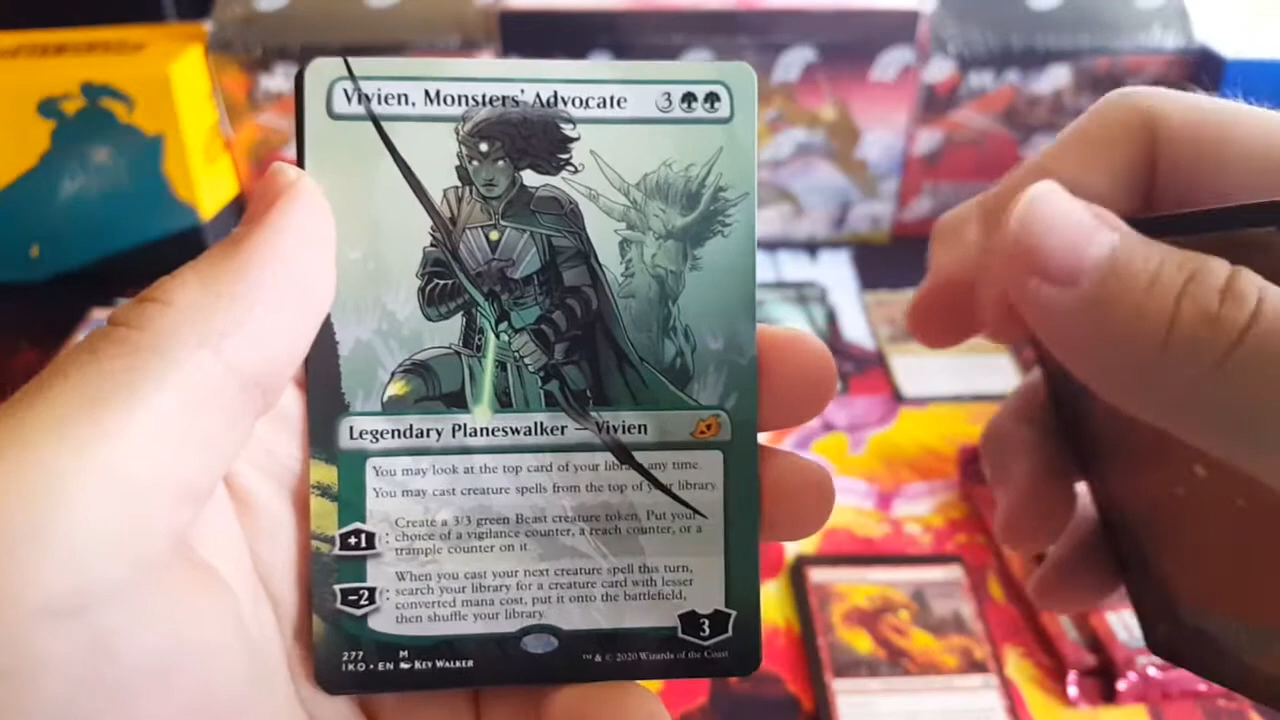 Vivien, Monsters' Advocate 3
Legendary Planeswalker – Vivien
You may look at the top card of your library any time.
You may cast creature spells from the top of your library.
Create a 3/3 green Beast creature token. Put your
+1 : choice of a vigilance counter, a reach counter, or a
trample counter on it.
When you cast your next creature spell this turn,
−2 : search your library for a creature card with lesser
converted mana cost, put it onto the battlefield,
then shuffle your library.
3
277 M
IKO • EN Kev Walker
™ & © 2020 Wizards of the Coast